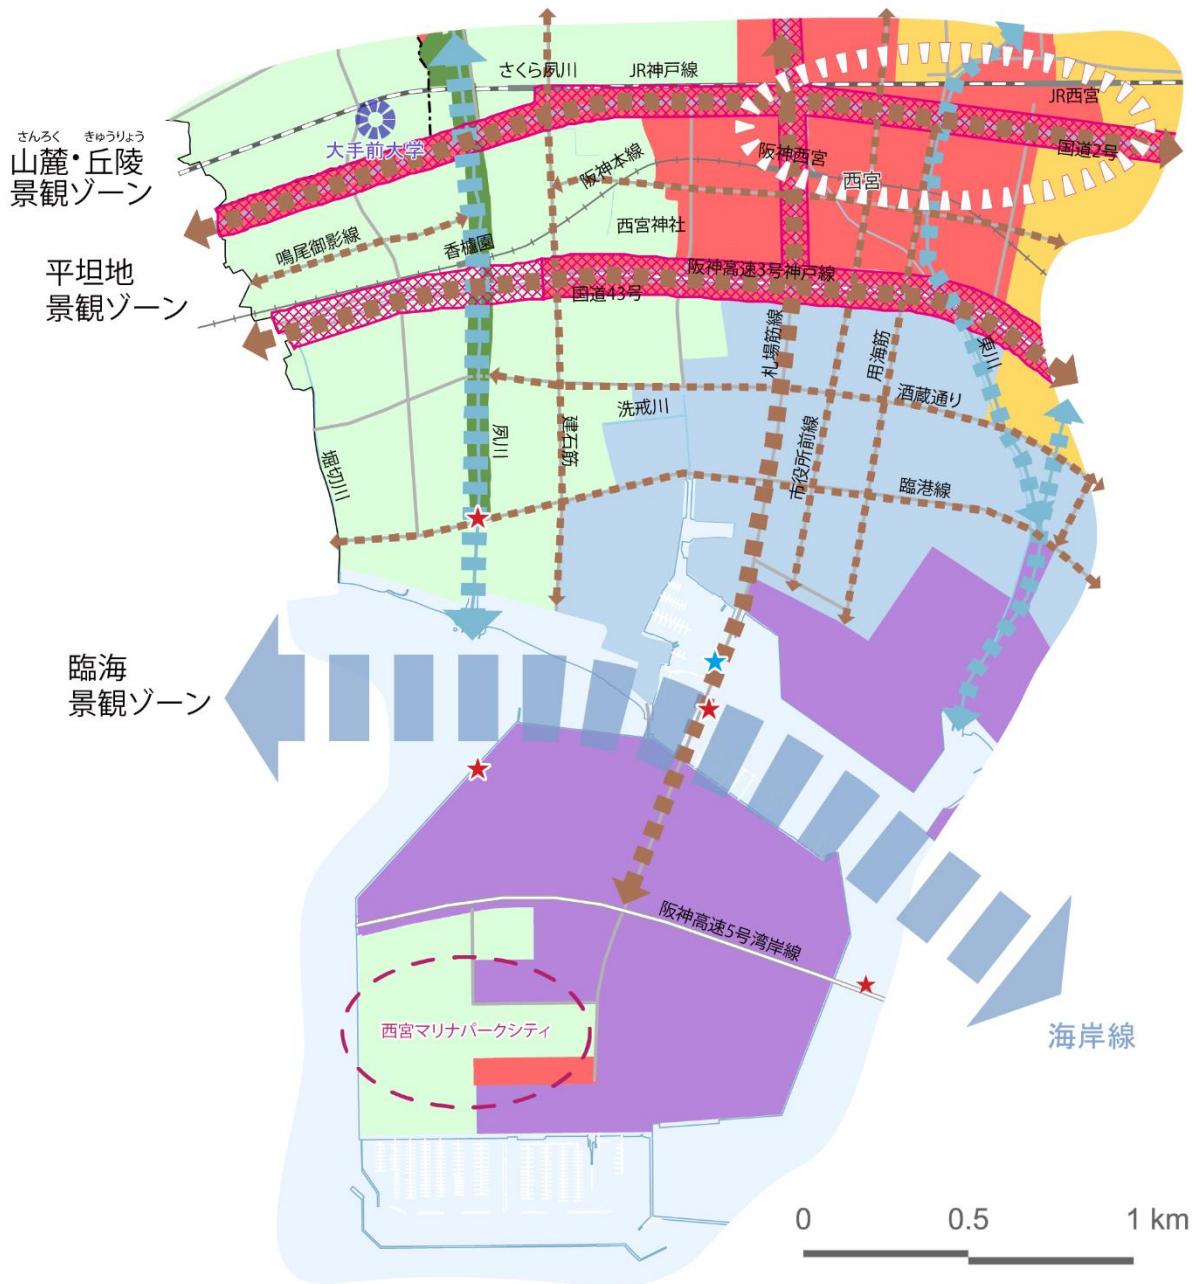 さくら夙川
JR神戸線
JR西宮
さんろく きゅうりょう
山麓・丘陵
景観ゾーン
大手前大学
国道2号
阪神本線
阪神西宮
西宮
西宮神社
鳴尾御影線
香櫨園
平坦地
景観ゾーン
阪神高速3号神戸線
国道43号
札場筋線
用海筋
東川
酒蔵通り
洗戒川
夙川
建石筋
市役所前線
堀切川
臨港線
臨海
景観ゾーン
阪神高速5号湾岸線
西宮マリナパークシティ
海岸線
0 0.5 1 km